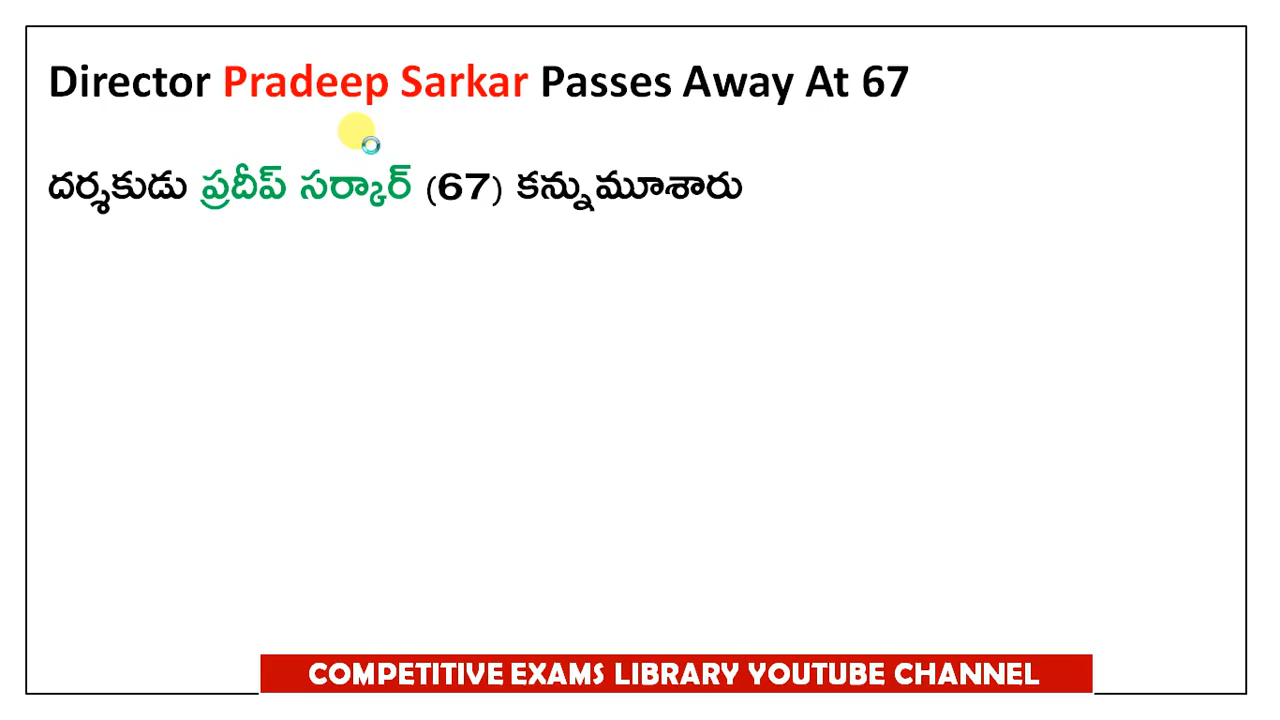 Director Pradeep Sarkar Passes Away At 67
దర్శకుడు ప్రదీప్ సర్కార్ (67) కన్నుమూశారు
COMPETITIVE EXAMS LIBRARY YOUTUBE CHANNEL